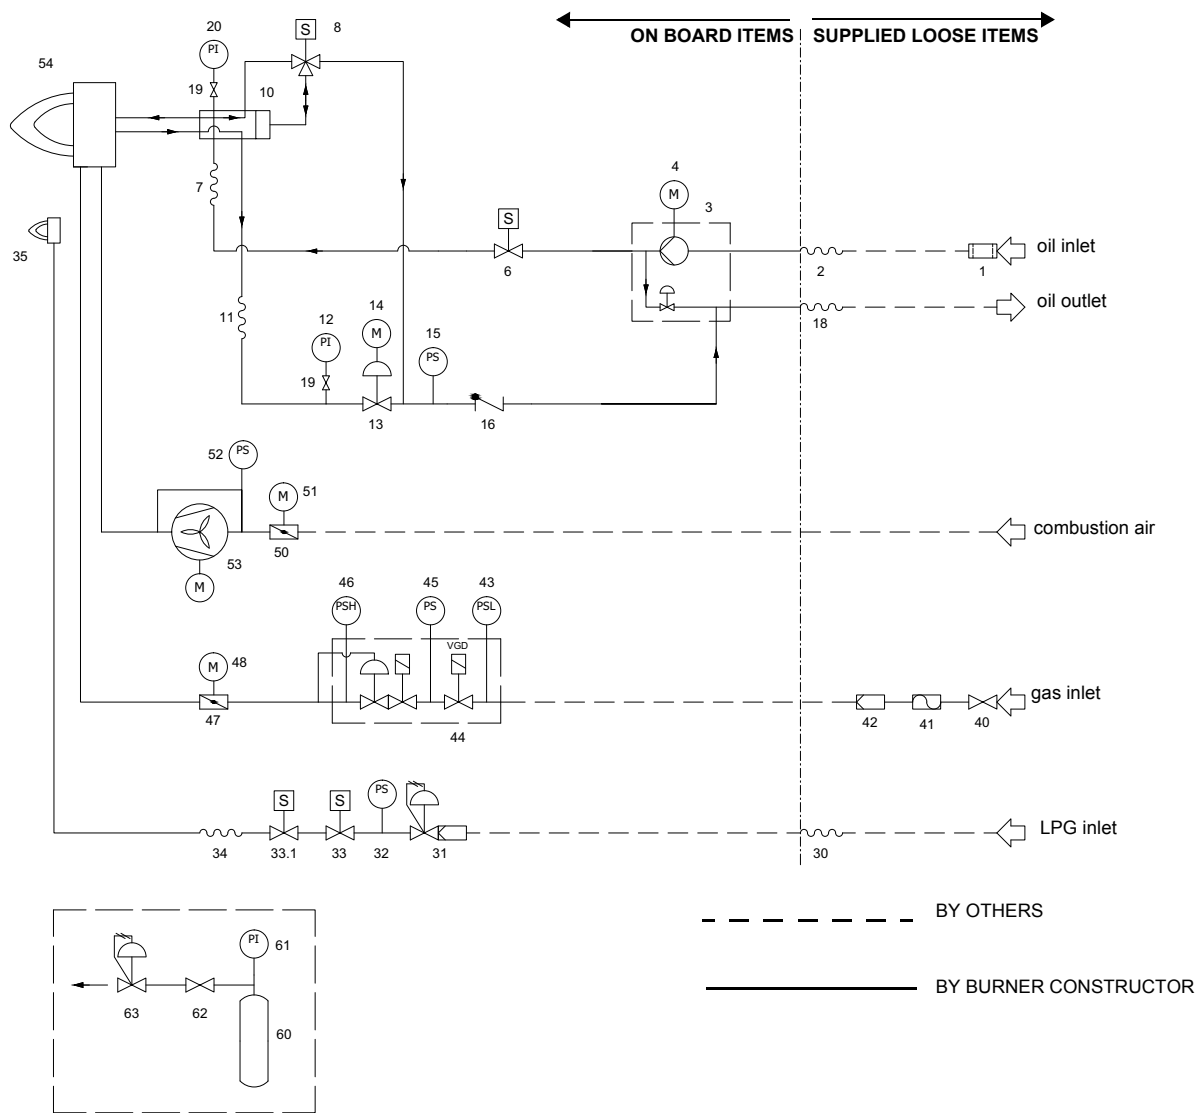 ON BOARD ITEMS SUPPLIED LOOSE ITEMS
20 S 8
PI
54
19 10
4
M 3
7
S
35 6 2 1 oil inlet
14
11 12 M 15 18 oil outlet
PI PS
19
13 16
52 PS
M 51
combustion air
53 50
M
46 45 43
PSH PS PSL
VGD
M 48
gas inlet
47 44 42 41 40
PS
S S
LPG inlet
34 33.1 33 32 31 30
BY OTHERS
PI 61
BY BURNER CONSTRUCTOR
63 62
60